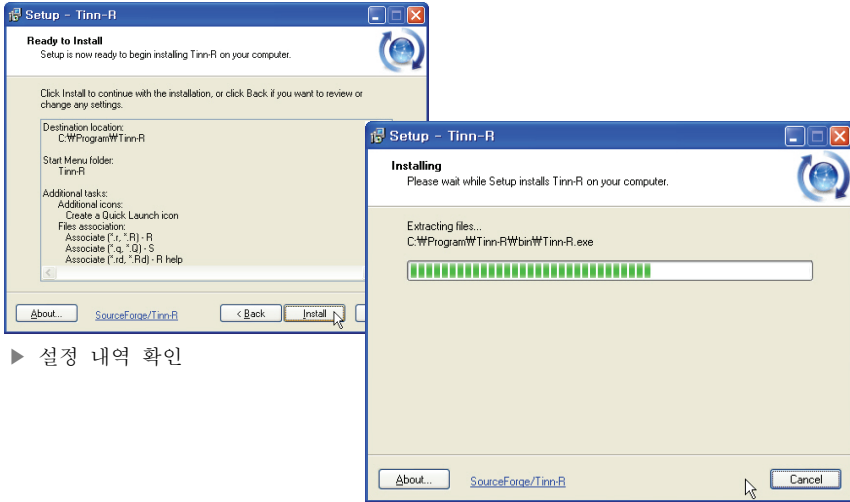 Setup - Tinn-R
Ready to Install
Setup is now ready to begin installing Tinn-R on your computer.
Click Install to continue with the installation, or click Back if you want to review or
change any settings.
Destination location:
C:₩Program₩Tinn-R
Start Menu folder:
Tinn-R
Additional tasks:
Additional icons:
Create a Quick Launch icon
Files association:
Associate (*.r, *.R) - R
Associate (*.q, *.Q) - S
Associate (*.rd, *.Rd) - R help
About... SourceForge/Tinn-R < Back Install
▶ 설정 내역 확인
Setup - Tinn-R
Installing
Please wait while Setup installs Tinn-R on your computer.
Extracting files...
C:₩Program₩Tinn-R₩bin₩Tinn-R.exe
About... SourceForge/Tinn-R Cancel